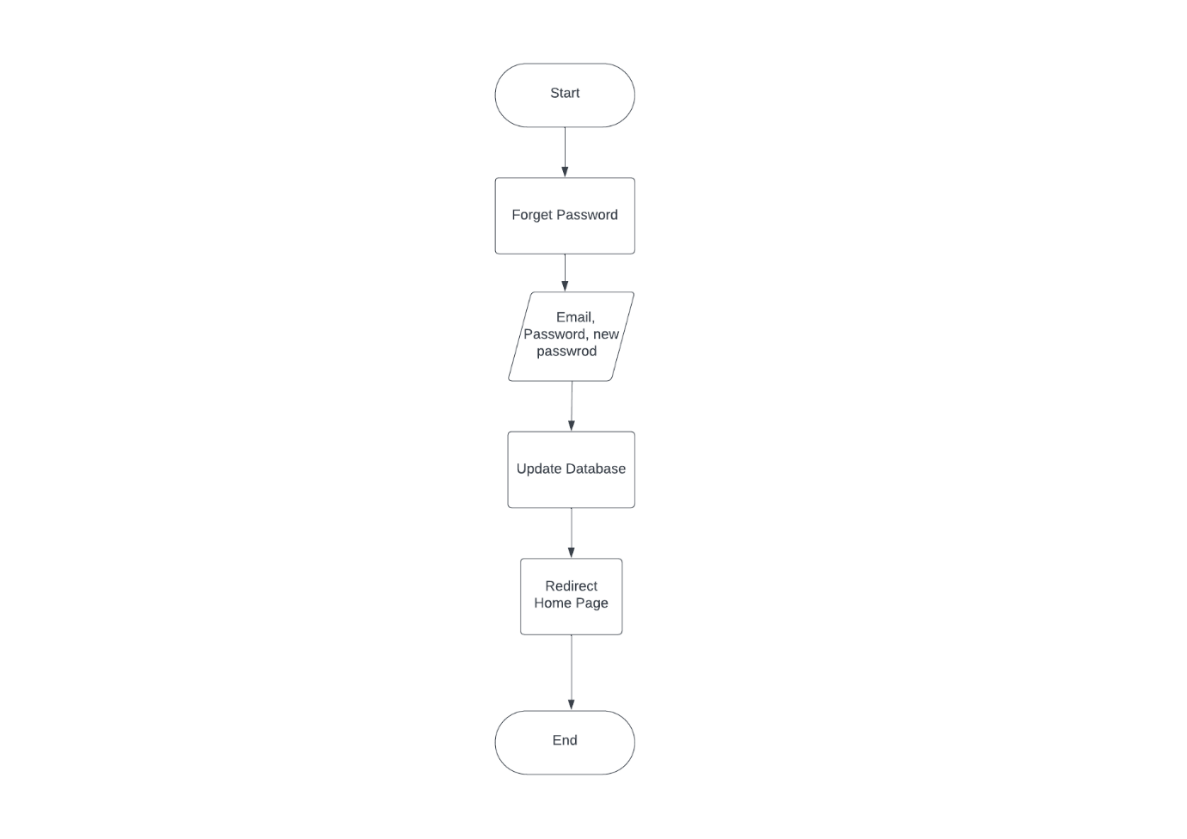 Start
Forget Password
Email,
Password, new
passwrod
Update Database
Redirect
Home Page
End